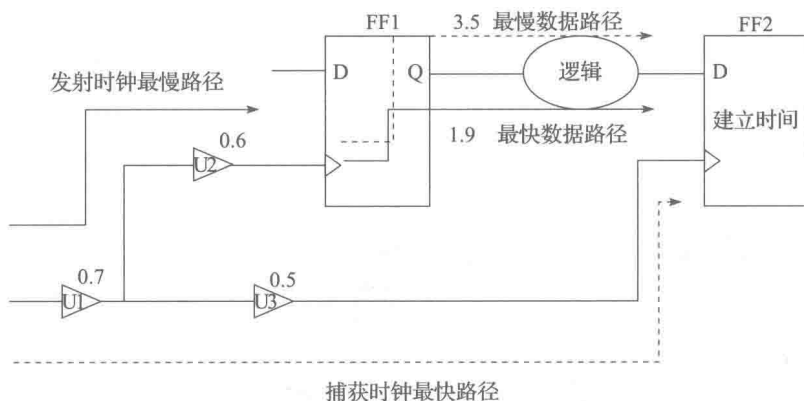 FF1
3.5 最慢数据路径
FF2
发射时钟最慢路径
D
Q
逻辑
D
0.6
1.9 最快数据路径
建立时间
U2
0.7
0.5
U1
U3
捕获时钟最快路径